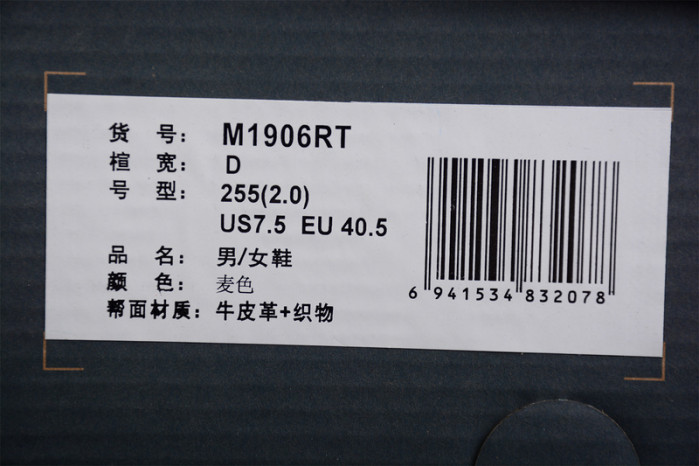 货 号: M1906RT
楦 宽: D
号 型: 255(2.0)
US7.5 EU 40.5
品 名: 男/女鞋
颜 色: 麦色
帮面材质: 牛皮革+织物
6 941534 832078